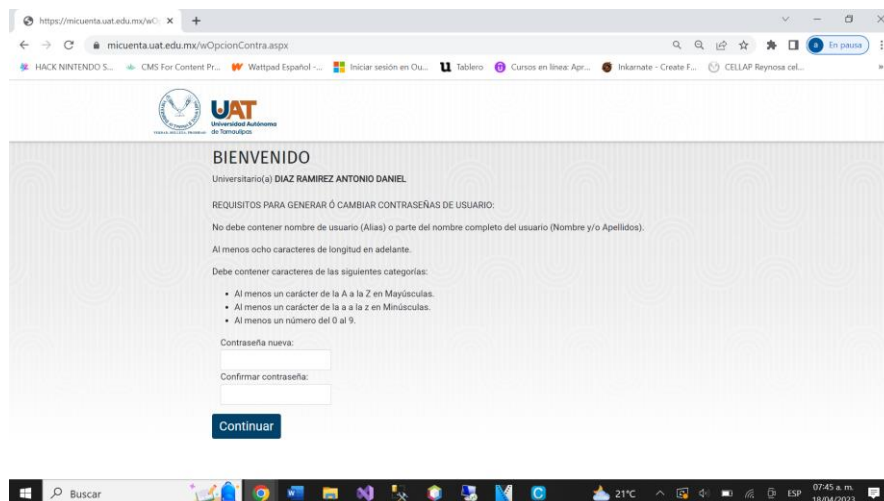 https://micuenta.uat.edu.mx/wO
micuenta.uat.edu.mx/wOpcionContra.aspx
a En pausa
HACK NINTENDO S...
CMS For Content Pr...
Wattpad Español -...
Iniciar sesión en Ou...
Tablero
Cursos en línea: Apr...
Inkarnate - Create F...
CELLAP Reynosa cel...
UAT
Universidad Autónoma
de Tamaulipas
BIENVENIDO
Universitario(a) DIAZ RAMIREZ ANTONIO DANIEL
REQUISITOS PARA GENERAR Ó CAMBIAR CONTRASEÑAS DE USUARIO:
No debe contener nombre de usuario (Alias) o parte del nombre completo del usuario (Nombre y/o Apellidos).
Al menos ocho caracteres de longitud en adelante.
Debe contener caracteres de las siguientes categorías:
• Al menos un carácter de la A a la Z en Mayúsculas.
• Al menos un carácter de la a a la z en Minúsculas.
• Al menos un número del 0 al 9.
Contraseña nueva:
Confirmar contraseña:
Continuar
Buscar
21°C
ESP
07:45 a. m.
18/04/2023